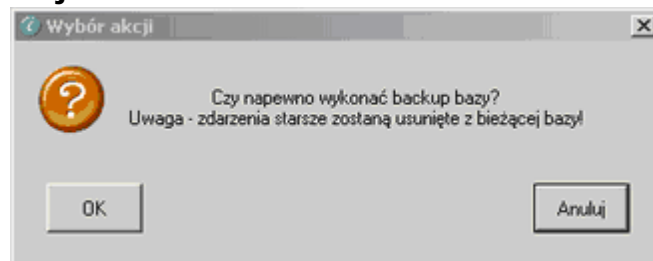 Wybór akcji
Czy napewno wykonać backup bazy?
Uwaga - zdarzenia starsze zostaną usunięte z bieżącej bazy!
OK
Anuluj